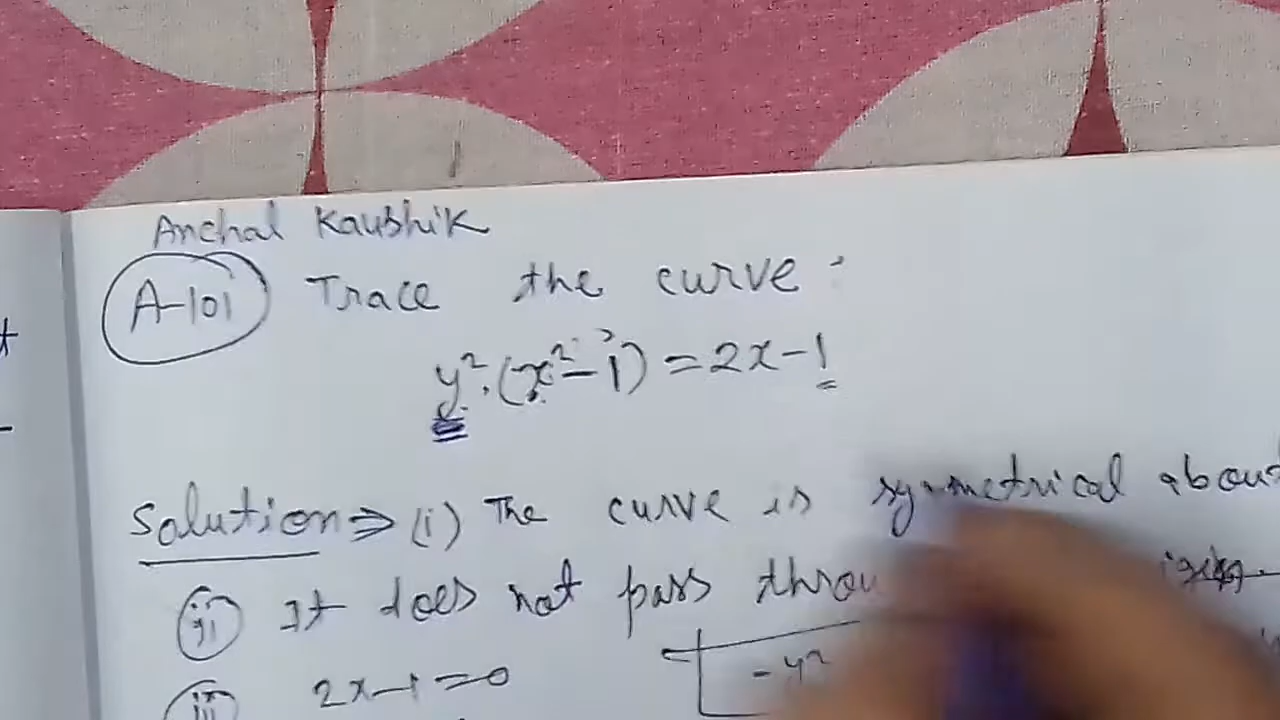 Anchal Kaushik
A-101 Trace the curve:
y². (x²-1) = 2x-1
Solution ⇒ (i) The curve is symmetrical about
(ii) It does not pass throu
(iii) 2x-1=0 -y²